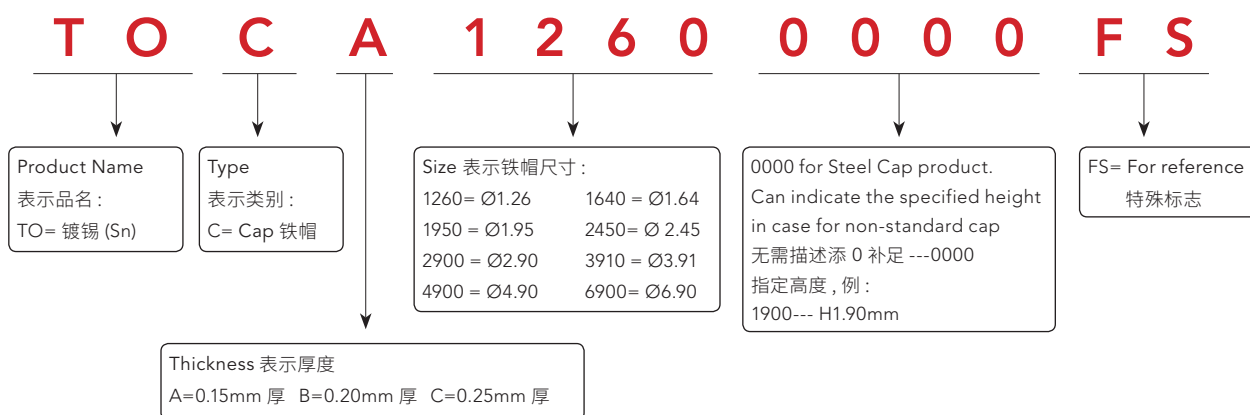 T O C A 1 2 6 0 0 0 0 0 F S
Product Name
表示品名 :
TO= 镀锡 (Sn)
Type
表示类别 :
C= Cap 铁帽
Size 表示铁帽尺寸 :
1260= Ø1.26 1640 = Ø1.64
1950 = Ø1.95 2450= Ø 2.45
2900 = Ø2.90 3910 = Ø3.91
4900 = Ø4.90 6900= Ø6.90
0000 for Steel Cap product.
Can indicate the specified height
in case for non-standard cap
无需描述添 0 补足 ---0000
指定高度 , 例 :
1900--- H1.90mm
FS= For reference
特殊标志
Thickness 表示厚度
A=0.15mm 厚 B=0.20mm 厚 C=0.25mm 厚